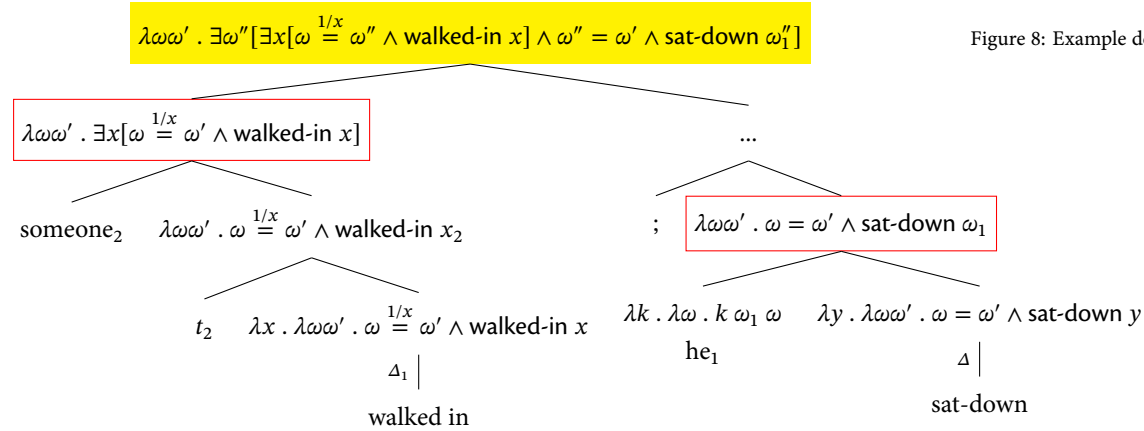 λωω′ . ∃ω″[∃x[ω 1/x= ω″ ∧ walked-in x] ∧ ω″ = ω′ ∧ sat-down ω″₁]
Figure 8: Example de
λωω′ . ∃x[ω 1/x= ω′ ∧ walked-in x]
...
someone₂
λωω′ . ω 1/x= ω′ ∧ walked-in x₂
;
λωω′ . ω = ω′ ∧ sat-down ω₁
t₂
λx . λωω′ . ω 1/x= ω′ ∧ walked-in x
λk . λω . k ω₁ ω
λy . λωω′ . ω = ω′ ∧ sat-down y
he₁
Δ₁
Δ
walked in
sat-down